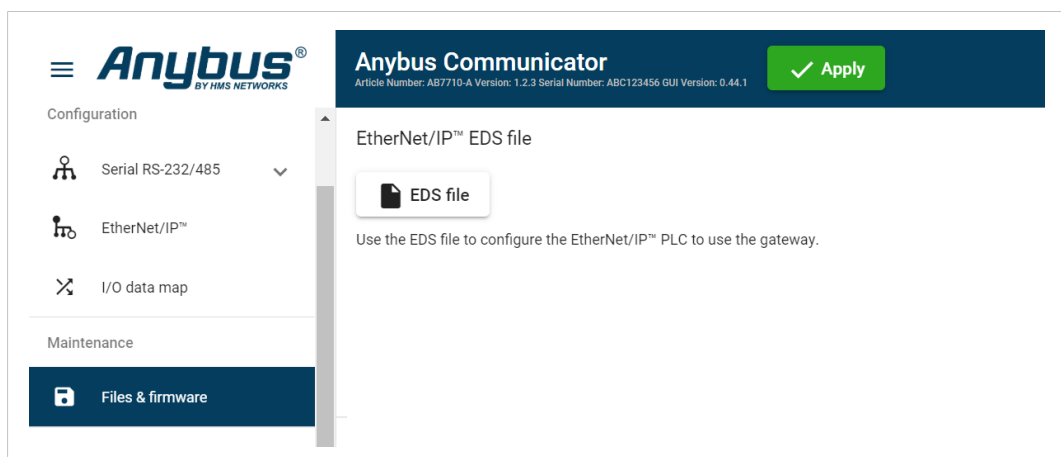 Anybus®
BY HMS NETWORKS
Configuration
Serial RS-232/485
EtherNet/IP™
I/O data map
Maintenance
Files & firmware
Anybus Communicator
Article Number: AB7710-A Version: 1.2.3 Serial Number: ABC123456 GUI Version: 0.44.1
Apply
EtherNet/IP™ EDS file
EDS file
Use the EDS file to configure the EtherNet/IP™ PLC to use the gateway.